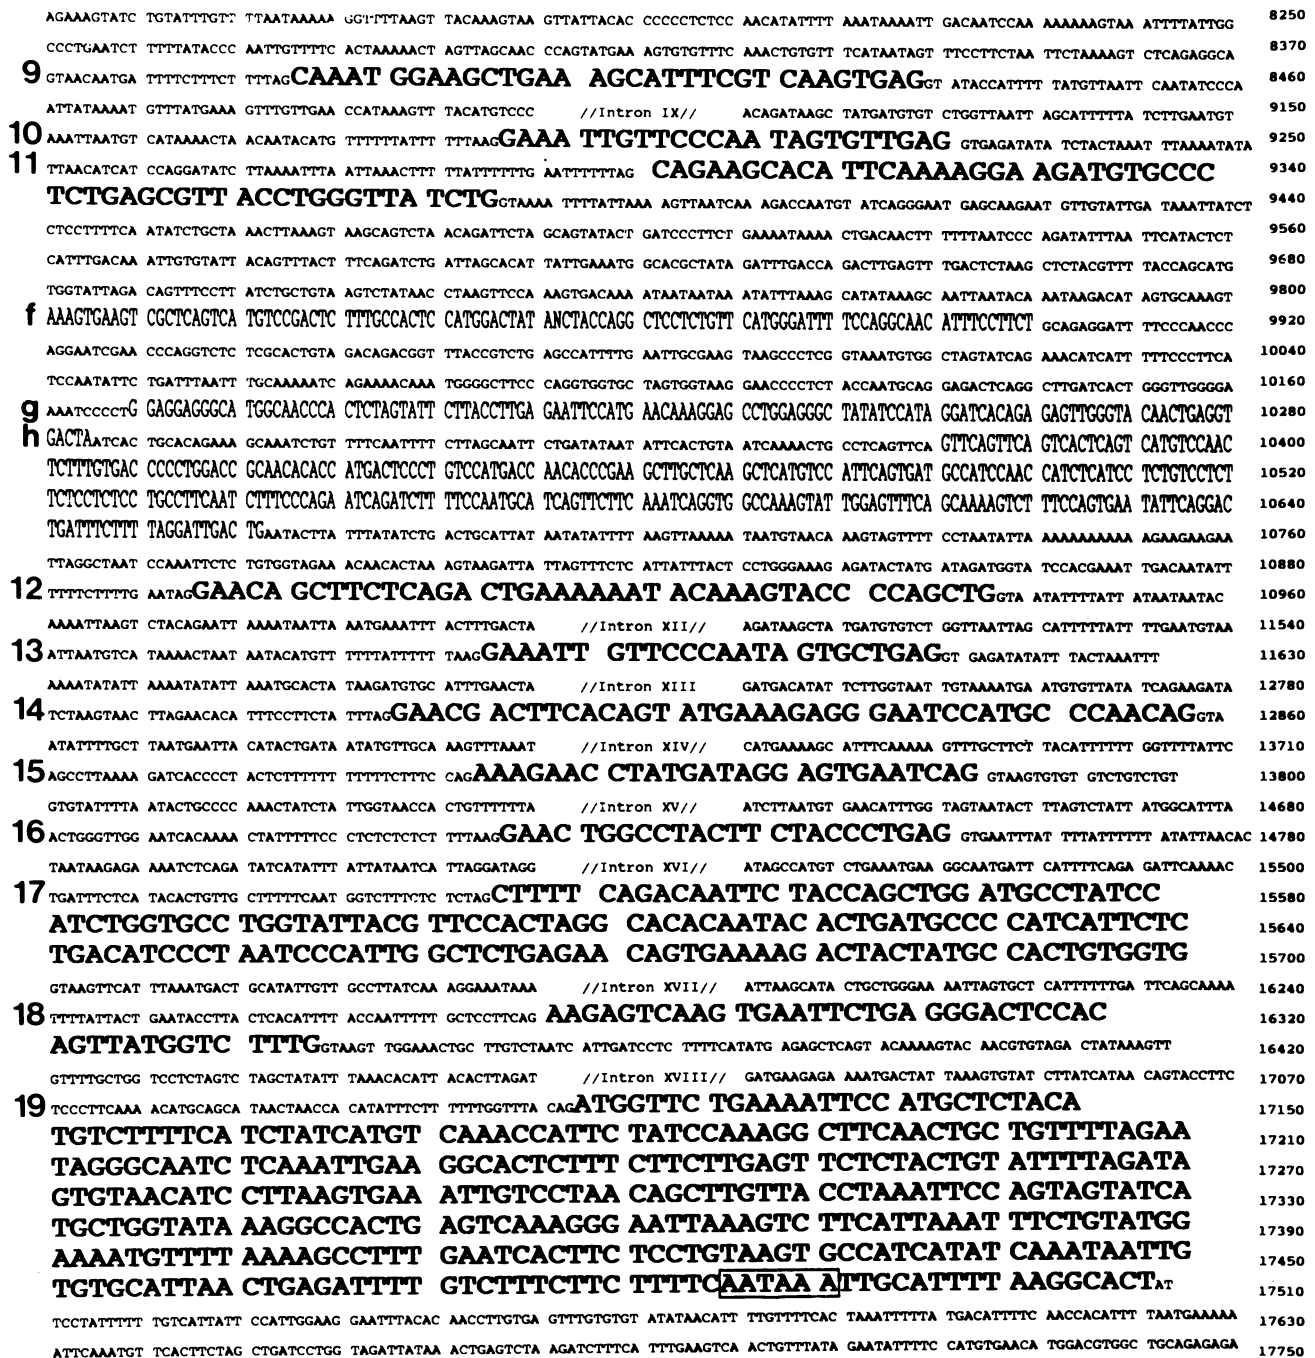 AGAAAGTATC TGTATTTGTT TTTAATAAAAA GGTTTTAAGT TACAAAGTAA GTTATTACAC CCCCCTCTCC AACATATTTT AAATAAAATT GACAATCCAA AAAAAAGTAA ATTTTATTGG 8250
CCCTGAATCT TTTTATACCC AATTGTTTTC ACTAAAAACT AGTTAGCAAC CCAGTATGAA AGTGTGTTTC AAACTGTGTT TCATAATAGT TTCCTTCTAA TTCTAAAAGT CTCAGAGGCA 8370
9 GTAACAATGA TTTTCTTTCT TTTAGCAAAT GGAAGCTGAA AGCATTTCGT CAAGTGAGGT ATACCATTTT TATGTTAATT CAATATCCCA 8460
ATTATAAAAT GTTTATGAAA GTTTGTTGAA CCATAAAGTT TACATGTCCC //Intron IX// ACAGATAAGC TATGATGTGT CTGGTTAATT AGCATTTTTA TCTTGAATGT 9150
10 AAATTAATGT CATAAAACTA ACAATACATG TTTTTTATTT TTTAAGGAAA TTGTTCCCAA TAGTGTTGAG GTGAGATATA TCTACTAAAT TTAAAATATA 9250
11 TTAACATCAT CCAGGATATC TTAAAATTTA ATTAAACTTT TTATTTTTTG AATTTTTTAG CAGAAGCACA TTCAAAAGGA AGATGTGCCC 9340
TCTGAGCGTT ACCTGGGTTA TCTGGTAAAA TTTTATTAAA AGTTAATCAA AGACCAATGT ATCAGGGAAT GAGCAAGAAT GTTGTATTGA TAAATTATCT 9440
CTCCTTTTCA ATATCTGCTA AACTTAAAGT AAGCAGTCTA ACAGATTCTA GCAGTATACT GATCCCTTCT GAAAATAAAA CTGACAACTT TTTTAATCCC AGATATTTAA TTCATACTCT 9560
CATTTGACAA ATTGTGTATT ACAGTTTACT TTCAGATCTG ATTAGCACAT TATTGAAATG GCACGCTATA GATTTGACCA GACTTGAGTT TGACTCTAAG CTCTACGTTT TACCAGCATG 9680
TGGTATTAGA CAGTTTCCTT ATCTGCTGTA AGTCTATAAC CTAAGTTCCA AAGTGACAAA ATAATAATAA ATATTTAAAG CATATAAAGC AATTAATACA AATAAGACAT AGTGCAAAGT 9800
f AAAGTGAAGT CGCTCAGTCA TGTCCGACTC TTTGCCACTC CATGGACTAT ANCTACCAGG CTCCTCTGTT CATGGGATTT TCCAGGCAAC ATTTCCTTCT GCAGAGGATT TTCCCAACCC 9920
AGGAATCGAA CCCAGGTCTC TCGCACTGTA GACAGACGGT TTACCGTCTG AGCCATTTTG AATTGCGAAG TAAGCCCTCG GTAAATGTGG CTAGTATCAG AAACATCATT TTTCCCTTCA 10040
TCCAATATTC TGATTTAATT TGCAAAAATC AGAAAACAAA TGGGGCTTCC CAGGTGGTGC TAGTGGTAAG GAACCCCTCT ACCAATGCAG GAGACTCAGG CTTGATCACT GGGTTGGGGA 10160
g AAATCCCCTG GAGGAGGGCA TGGCAACCCA CTCTAGTATT CTTACCTTGA GAATTCCATG AACAAAGGAG CCTGGAGGGC TATATCCATA GGATCACAGA GAGTTGGGTA CAACTGAGGT 10280
h GACTAATCAC TGCACAGAAA GCAAATCTGT TTTCAATTTT CTTAGCAATT CTGATATAAT ATTCACTGTA ATCAAAACTG CCTCAGTTCA GTTCAGTTCA GTCACTCAGT CATGTCCAAC 10400
TCTTTGTGAC CCCCTGGACC GCAACACACC ATGACTCCCT GTCCATGACC AACACCCGAA GCTTGCTCAA GCTCATGTCC ATTCAGTGAT GCCATCCAAC CATCTCATCC TCTGTCCTCT 10520
TCTCCTCTCC TGCCTTCAAT CTTTCCCAGA ATCAGATCTT TTCCAATGCA TCAGTTCTTC AAATCAGGTG GCCAAAGTAT TGGAGTTTCA GCAAAAGTCT TTCCAGTGAA TATTCAGGAC 10640
TGATTTCTTT TAGGATTGAC TGAATACTTA TTTATATCTG ACTGCATTAT AATATATTTT AAGTTAAAAA TAATGTAACA AAGTAGTTTT CCTAATATTA AAAAAAAAAA AGAAGAAGAA 10760
TTAGGCTAAT CCAAATTCTC TGTGGTAGAA ACAACACTAA AGTAAGATTA TTAGTTTCTC ATTATTTACT CCTGGGAAAG AGATACTATG ATAGATGGTA TCCACGAAAT TGACAATATT 10880
12 TTTTCTTTTG AATAGGAACA GCTTCTCAGA CTGAAAAAAT ACAAAGTACC CCAGCTGGTA ATATTTTATT ATAATAATAC 10960
AAAATTAAGT CTACAGAATT AAAATAATTA AATGAAATTT ACTTTGACTA //Intron XII// AGATAAGCTA TGATGTGTCT GGTTAATTAG CATTTTTATT TTGAATGTAA 11540
13 ATTAATGTCA TAAAACTAAT AATACATGTT TTTTATTTTT TAAGGAAATT GTTCCCAATA GTGCTGAGGT GAGATATATT TACTAAATTT 11630
AAAATATATT AAAATATATT AAATGCACTA TAAGATGTGC ATTTGAACTA //Intron XIII GATGACATAT TCTTGGTAAT TGTAAAATGA ATGTGTTATA TCAGAAGATA 12780
14 TCTAAGTAAC TTAGAACACA TTTCCTTCTA TTTAGGAACG ACTTCACAGT ATGAAAGAGG GAATCCATGC CCAACAGGTA 12860
ATATTTTGCT TAATGAATTA CATACTGATA ATATGTTGCA AAGTTTAAAT //Intron XIV// CATGAAAAGC ATTTCAAAAA GTTTGCTTCT TACATTTTTT GGTTTTATTC 13710
15 AGCCTTAAAA GATCACCCCT ACTCTTTTTT TTTTTCTTTC CAGAAAGAAC CTATGATAGG AGTGAATCAG GTAAGTGTGT GTCTGTCTGT 13800
GTGTATTTTA ATACTGCCCC AAACTATCTA TTGGTAACCA CTGTTTTTTA //Intron XV// ATCTTAATGT GAACATTTGG TAGTAATACT TTAGTCTATT ATGGCATTTA 14680
16 ACTGGGTTGG AATCACAAAA CTATTTTTCC CTCTCTCTCT TTTAAGGAAC TGGCCTACTT CTACCCTGAG GTGAATTTAT TTTATTTTTT ATATTAACAC 14780
TAATAAGAGA AAATCTCAGA TATCATATTT ATTATAATCA TTAGGATAGG //Intron XVI// ATAGCCATGT CTGAAATGAA GGCAATGATT CATTTTCAGA GATTCAAAAC 15500
17 TGATTTCTCA TACACTGTTG CTTTTTCAAT GGTCTTTCTC TCTAGCTTTT CAGACAATTC TACCAGCTGG ATGCCTATCC 15580
ATCTGGTGCC TGGTATTACG TTCCACTAGG CACACAATAC ACTGATGCCC CATCATTCTC 15640
TGACATCCCT AATCCCATTG GCTCTGAGAA CAGTGAAAAG ACTACTATGC CACTGTGGTG 15700
GTAAGTTCAT TTAAATGACT GCATATTGTT GCCTTATCAA AGGAAATAAA //Intron XVII// ATTAAGCATA CTGCTGGGAA AAATTAGTGCT CATTTTTTGA TTCAGCAAAA 16240
18 TTTTATTACT GAATACCTTA CTCACATTTT ACCAATTTTT GCTCCTTCAG AAGAGTCAAG TGAATTCTGA GGGACTCCAC 16320
AGTTATGGTC TTTGGTAAGT TGGAAACTGC TTGTCTAATC ATTGATCCTC TTTTCATATG AGAGCTCAGT ACAAAAGTAC AACGTGTAGA CTATAAAGTT 16420
GTTTTGCTGG TCCTCTAGTC TAGCTATATT TAAACACATT ACACTTAGAT //Intron XVIII// GATGAAGAGA AAATGACTAT TAAAGTGTAT CTTATCATAA CAGTACCTTC 17070
19 TCCCTTCAAA ACATGCAGCA TAACTAACCA CATATTTCTT TTTTGGTTTA CAGATGGTTC TGAAAATTCC ATGCTCTACA 17150
TGTCTTTTCA TCTATCATGT CAAACCATTC TATCCAAAGG CTTCAACTGC TGTTTTAGAA 17210
TAGGGCAATC TCAAATTGAA GGCACTCTTT CTTCTTGAGT TCTCTACTGT ATTTTAGATA 17270
GTGTAACATC CTTAAGTGAA ATTGTCCTAA CAGCTTGTTA CCTAAATTCC AGTAGTATCA 17330
TGCTGGTATA AAGGCCACTG AGTCAAAGGG AATTAAAGTC TTCATTAAAT TTCTGTATGG 17390
AAAATGTTTT AAAAGCCTTT GAATCACTTC TCCTGTAAGT GCCATCATAT CAAATAATTG 17450
TGTGCATTAA CTGAGATTTT GTCTTTCTTC TTTTCAATAA ATTGCATTTT AAGGCACTAT 17510
TCCTATTTTT TGTCATTATT CCATTGGAAG GAATTTACAC AACCTTGTGA GTTTGTGTGT ATATAACATT TTGTTTTCAC TAAATTTTTA TGACATTTTC AACCACATTT TAATGAAAAA 17630
ATTCAAATGT TCACTTCTAG CTGATCCTGG TAGATTATAA ACTGAGTCTA AGATCTTTCA TTTGAAGTCA ACTGTTTATA GAATATTTTC CATGTGAACA TGGACCTGGC TGCAGAGAGA 17750